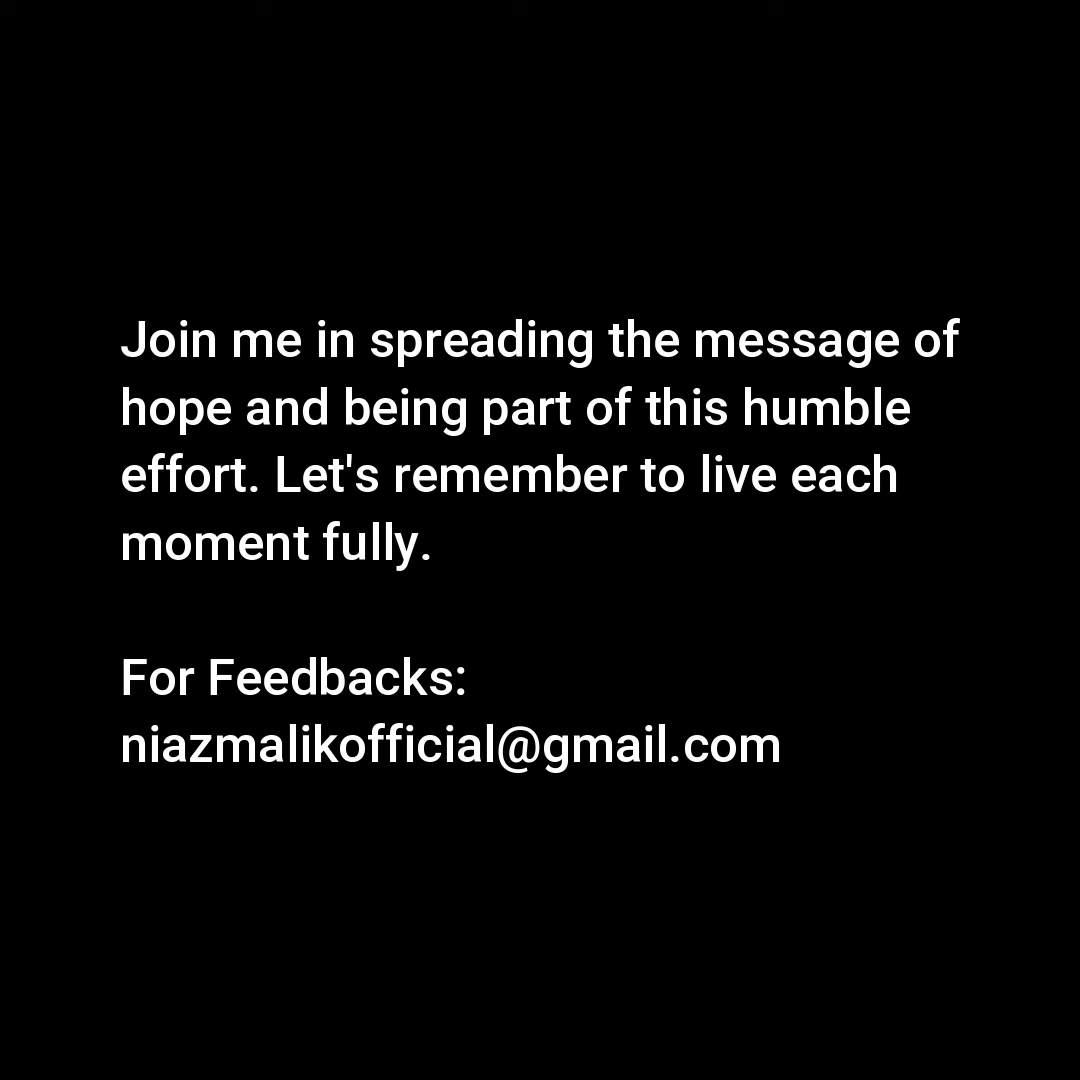 Join me in spreading the message of
hope and being part of this humble
effort. Let's remember to live each
moment fully.
For Feedbacks:
niazmalikofficial@gmail.com